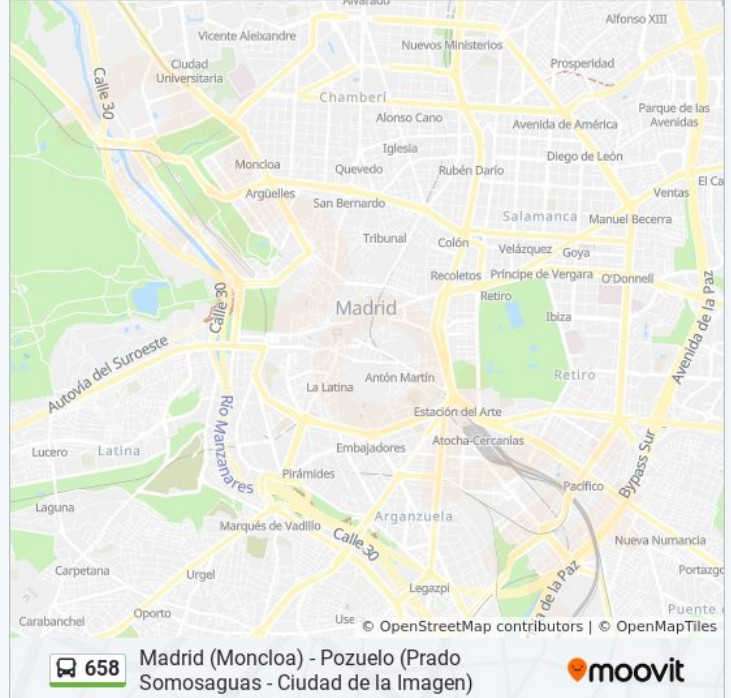 Alvarado
Alfonso XIII
Vicente Aleixandre
Nuevos Ministerios
Ciudad
Universitaria
Prosperidad
Calle 30
Chamberí
Parque de las
Avenidas
Alonso Cano
Avenida de América
Iglesia
Diego de León
Moncloa
Quevedo
Rubén Darío
El Ca
Argüelles
Ventas
San Bernardo
Salamanca
Manuel Becerra
Tribunal
Colón
Velázquez
Goya
Recoletos
Príncipe de Vergara
O'Donnell
Calle 30
Retiro
Madrid
Ibiza
Avenida de la Paz
Autovía del Suroeste
La Latina
Antón Martín
Retiro
Estación del Arte
Río Manzanares
Lucero
Latina
Embajadores
Atocha-Cercanías
Bypass Sur
Pirámides
Pacífico
Laguna
Marqués de Vadillo
Arganzuela
Calle 30
Nueva Numancia
Carpetana
Urgel
Legazpi
a de la Paz
Portazgo
Carabanchel
Oporto
Use
Puente
© OpenStreetMap contributors | © OpenMapTiles
658
Madrid (Moncloa) - Pozuelo (Prado
Somosaguas - Ciudad de la Imagen)
moovit